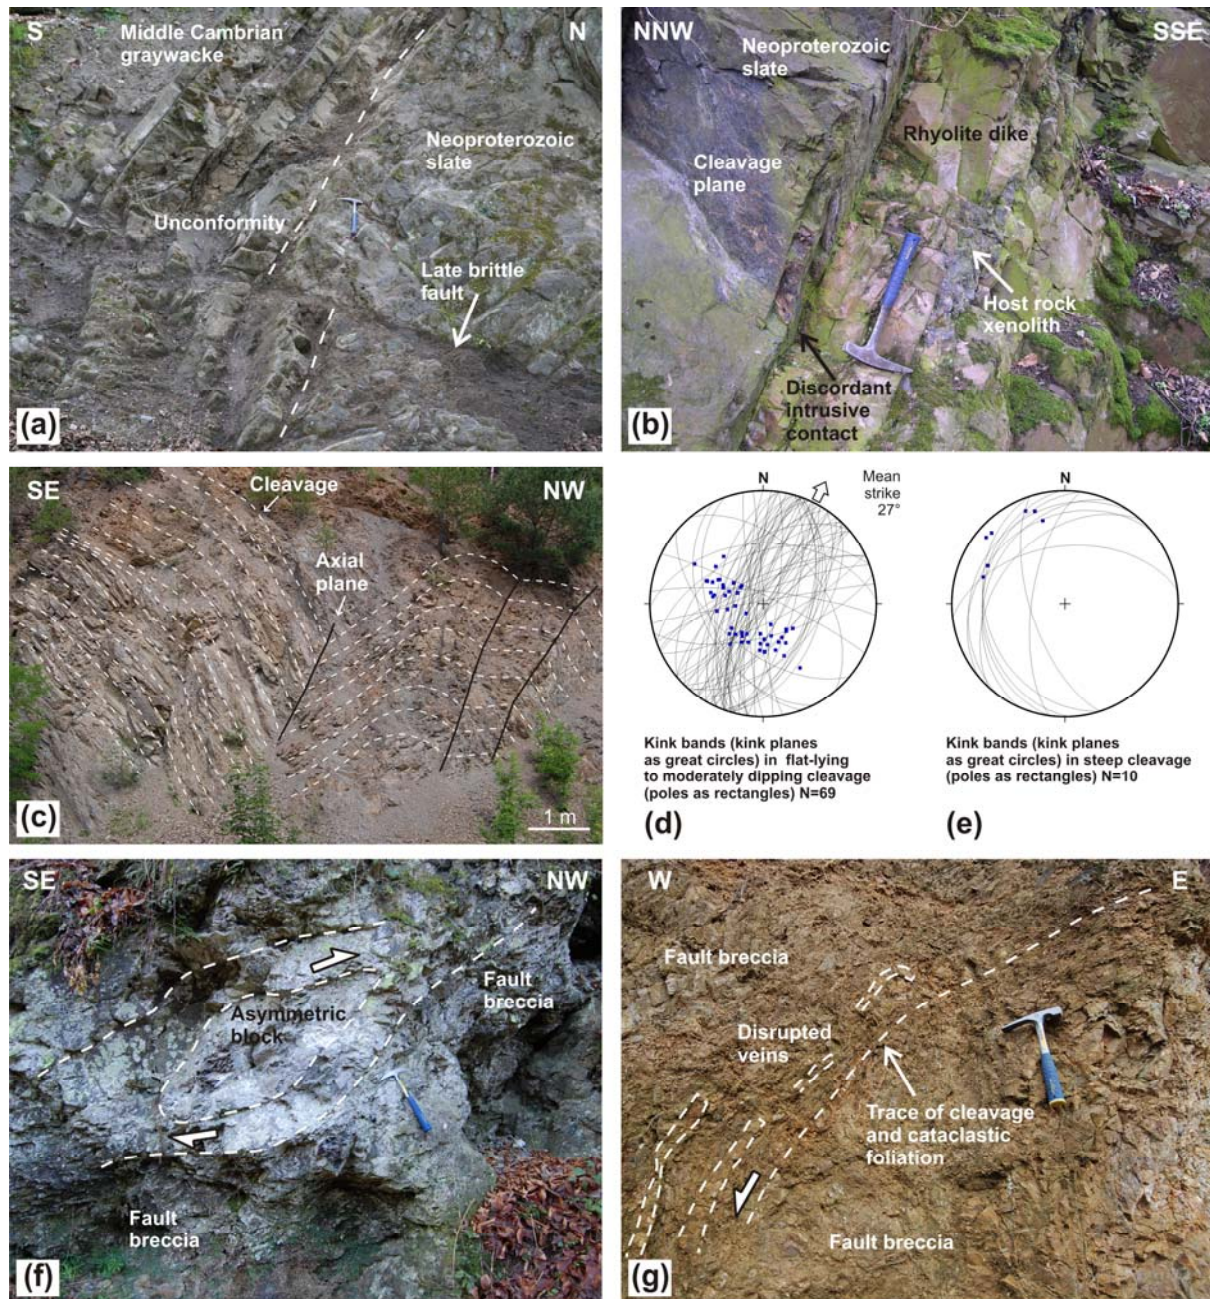 S
N
Middle Cambrian
graywacke
Neoproterozoic
slate
Unconformity
Late brittle
fault
(a)
NNW
SSE
Neoproterozoic
slate
Rhyolite dike
Cleavage
plane
Host rock
xenolith
Discordant
intrusive
contact
(b)
SE
NW
Cleavage
Axial
plane
1 m
(c)
N
Mean
strike
27°
Kink bands (kink planes
as great circles) in flat-lying
to moderately dipping cleavage
(poles as rectangles) N=69
(d)
N
Kink bands (kink planes
as great circles) in steep cleavage
(poles as rectangles) N=10
(e)
SE
NW
Fault
breccia
Asymmetric
block
Fault
breccia
(f)
W
E
Fault breccia
Disrupted
veins
Trace of cleavage
and cataclastic
foliation
Fault breccia
(g)